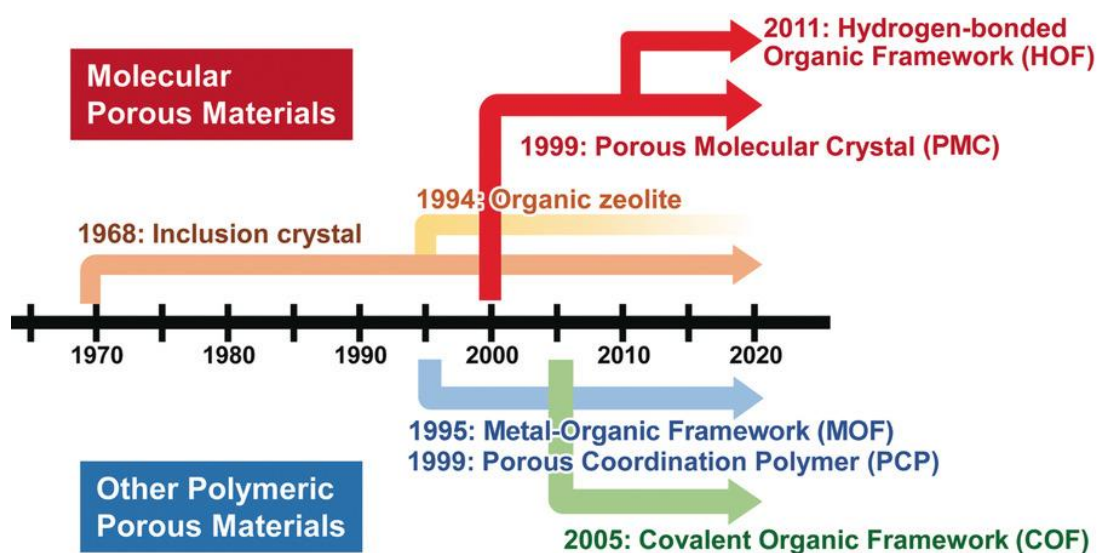 Molecular
Porous Materials
2011: Hydrogen-bonded
Organic Framework (HOF)
1999: Porous Molecular Crystal (PMC)
1994: Organic zeolite
1968: Inclusion crystal
1970 1980 1990 2000 2010 2020
1995: Metal-Organic Framework (MOF)
1999: Porous Coordination Polymer (PCP)
Other Polymeric
Porous Materials
2005: Covalent Organic Framework (COF)